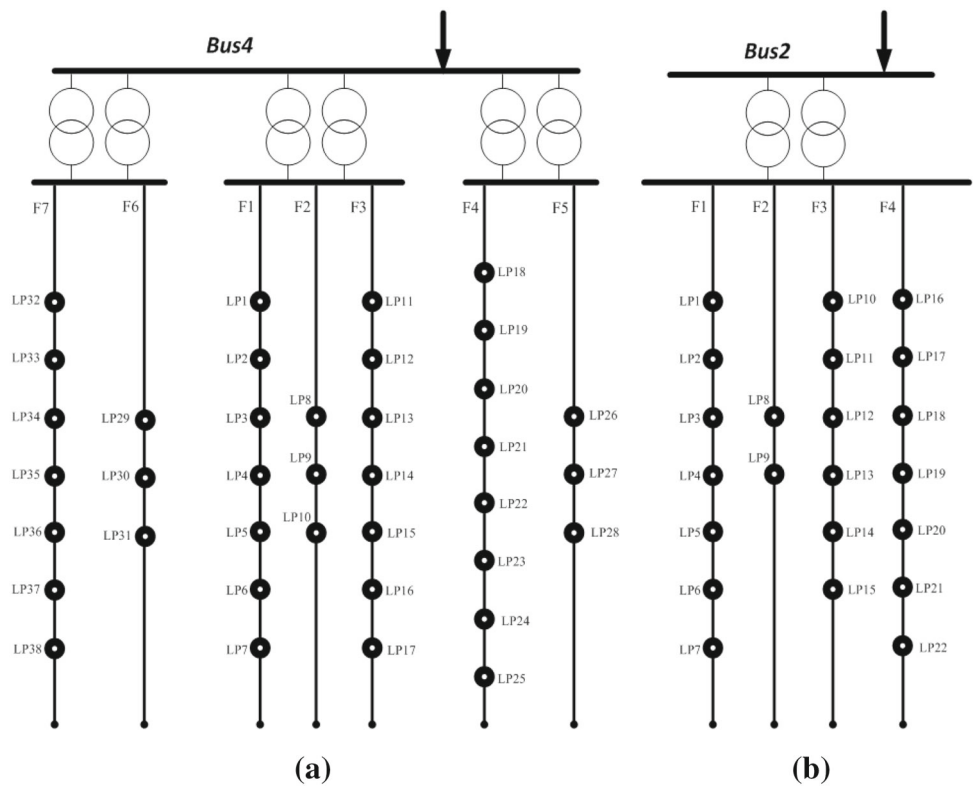 Bus4
Bus2
F7
F6
F1
F2
F3
F4
F5
F1
F2
F3
F4
LP32
LP33
LP34
LP35
LP36
LP37
LP38
LP29
LP30
LP31
LP1
LP2
LP3
LP4
LP5
LP6
LP7
LP8
LP9
LP10
LP11
LP12
LP13
LP14
LP15
LP16
LP17
LP18
LP19
LP20
LP21
LP22
LP23
LP24
LP25
LP26
LP27
LP28
LP1
LP2
LP3
LP4
LP5
LP6
LP7
LP8
LP9
LP10
LP11
LP12
LP13
LP14
LP15
LP16
LP17
LP18
LP19
LP20
LP21
LP22
(a)
(b)